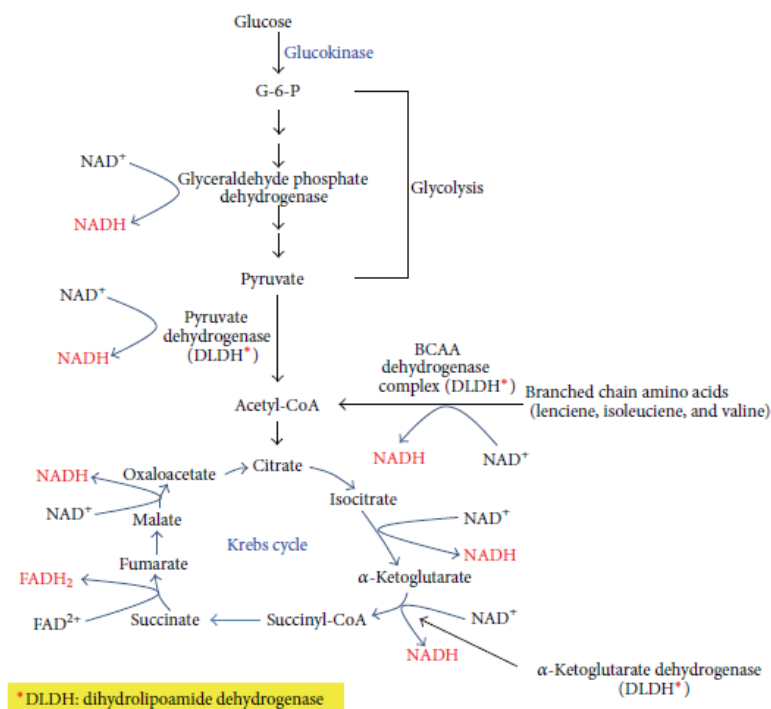 Glucose
Glucokinase
G-6-P
NAD⁺
Glyceraldehyde phosphate
dehydrogenase
Glycolysis
NADH
Pyruvate
NAD⁺
Pyruvate
dehydrogenase
(DLDH*)
NADH
BCAA
dehydrogenase
complex (DLDH*)
Branched chain amino acids
(lenciene, isoleuciene, and valine)
Acetyl-CoA
NADH
NAD⁺
NADH
Oxaloacetate
Citrate
Isocitrate
NAD⁺
Malate
NAD⁺
Krebs cycle
NADH
Fumarate
α-Ketoglutarate
FADH₂
FAD²⁺
Succinate
Succinyl-CoA
NAD⁺
NADH
α-Ketoglutarate dehydrogenase
(DLDH*)
*DLDH: dihydrolipoamide dehydrogenase